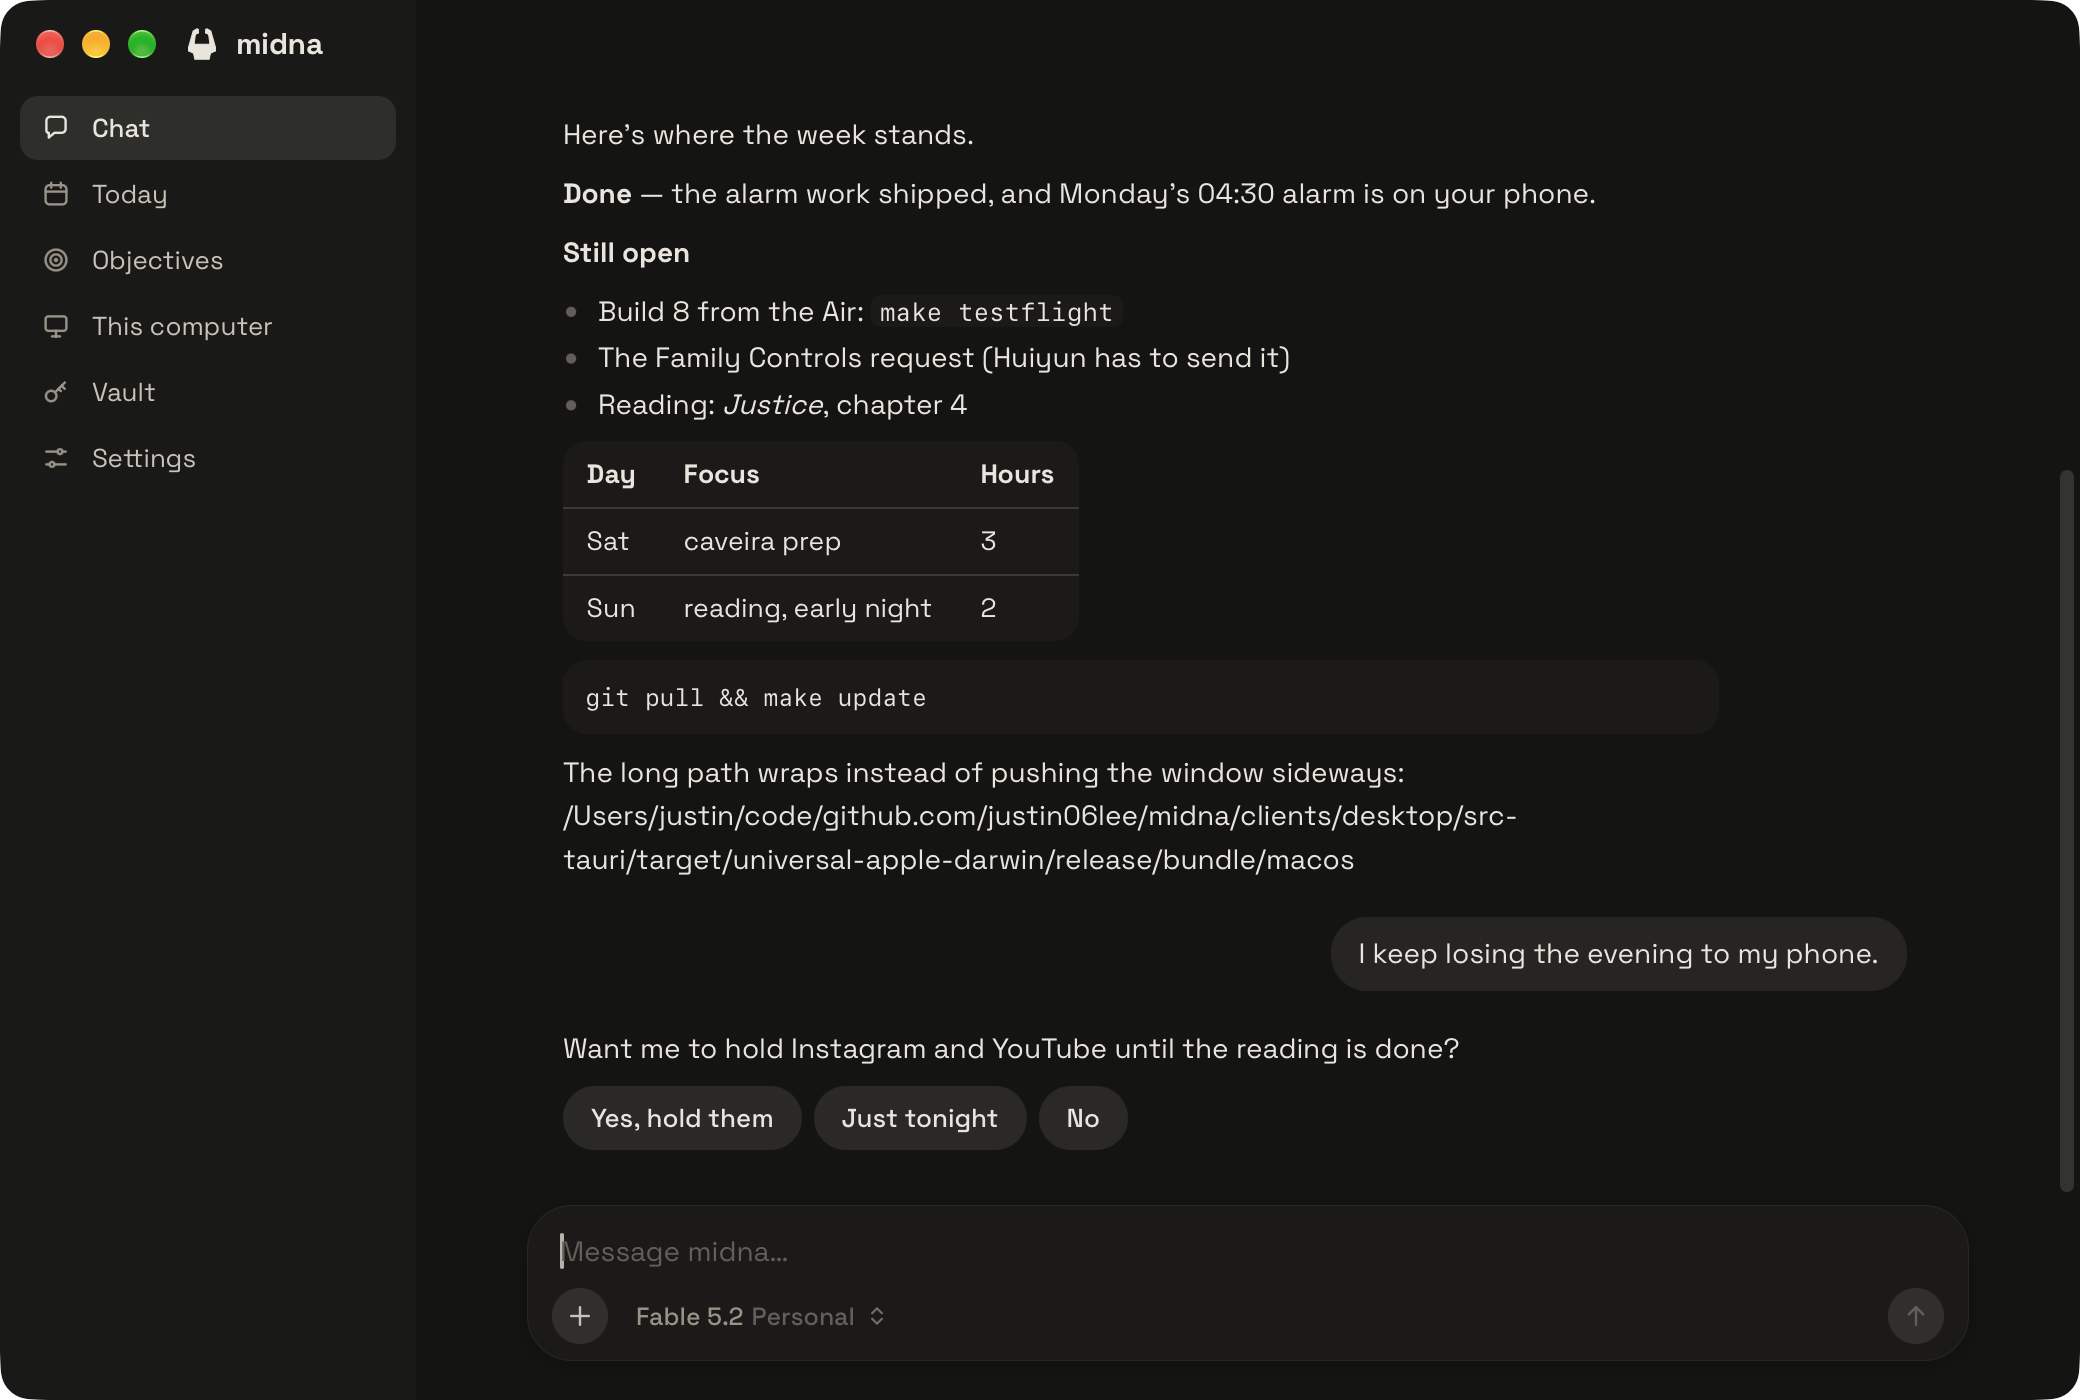 midna
Chat
Today
Objectives
This computer
Vault
Settings
Here’s where the week stands.
Done — the alarm work shipped, and Monday’s 04:30 alarm is on your phone.
Still open
Build 8 from the Air: make testflight
The Family Controls request (Huiyun has to send it)
Reading: Justice, chapter 4
Day Focus Hours
Sat caveira prep 3
Sun reading, early night 2
git pull && make update
The long path wraps instead of pushing the window sideways:
/Users/justin/code/github.com/justin06lee/midna/clients/desktop/src-
tauri/target/universal-apple-darwin/release/bundle/macos
I keep losing the evening to my phone.
Want me to hold Instagram and YouTube until the reading is done?
Yes, hold them Just tonight No
Message midna…
Fable 5.2 Personal